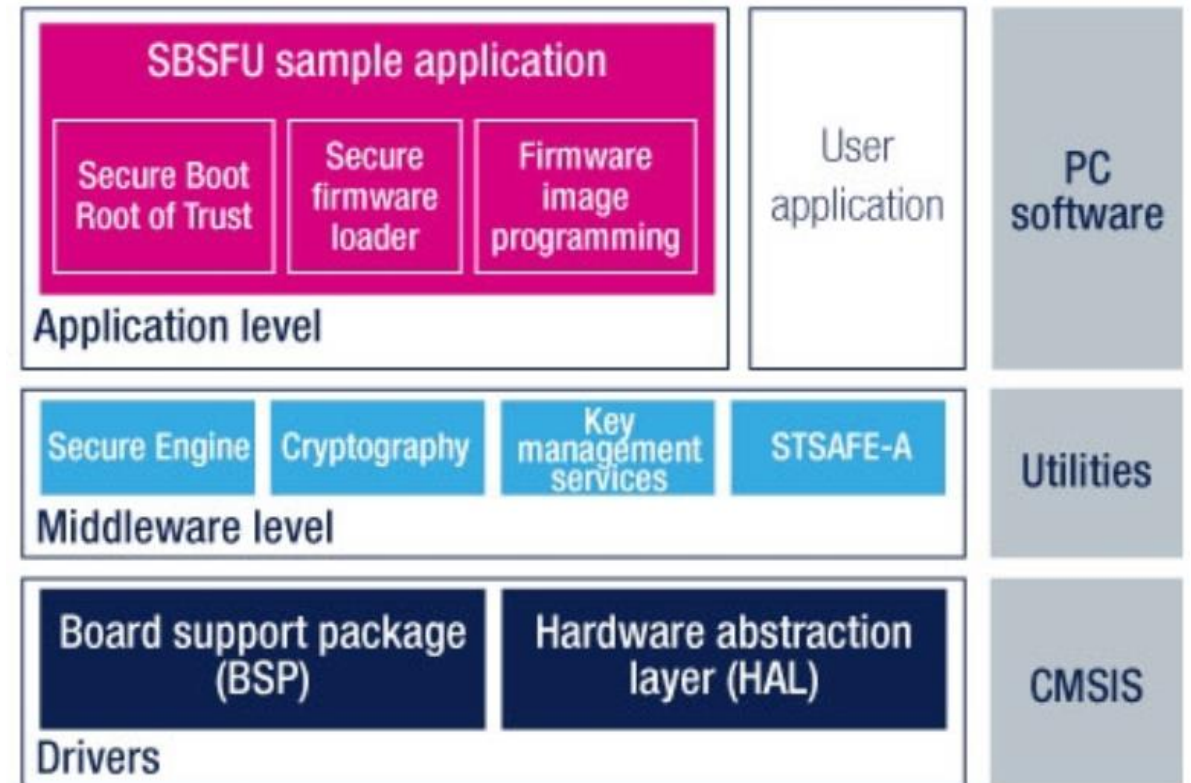 SBSFU sample application
Secure Boot
Root of Trust
Secure
firmware
loader
Firmware
image
programming
Application level
User
application
PC
software
Secure Engine
Cryptography
Key
management
services
STSAFE-A
Middleware level
Utilities
Board support package
(BSP)
Hardware abstraction
layer (HAL)
Drivers
CMSIS